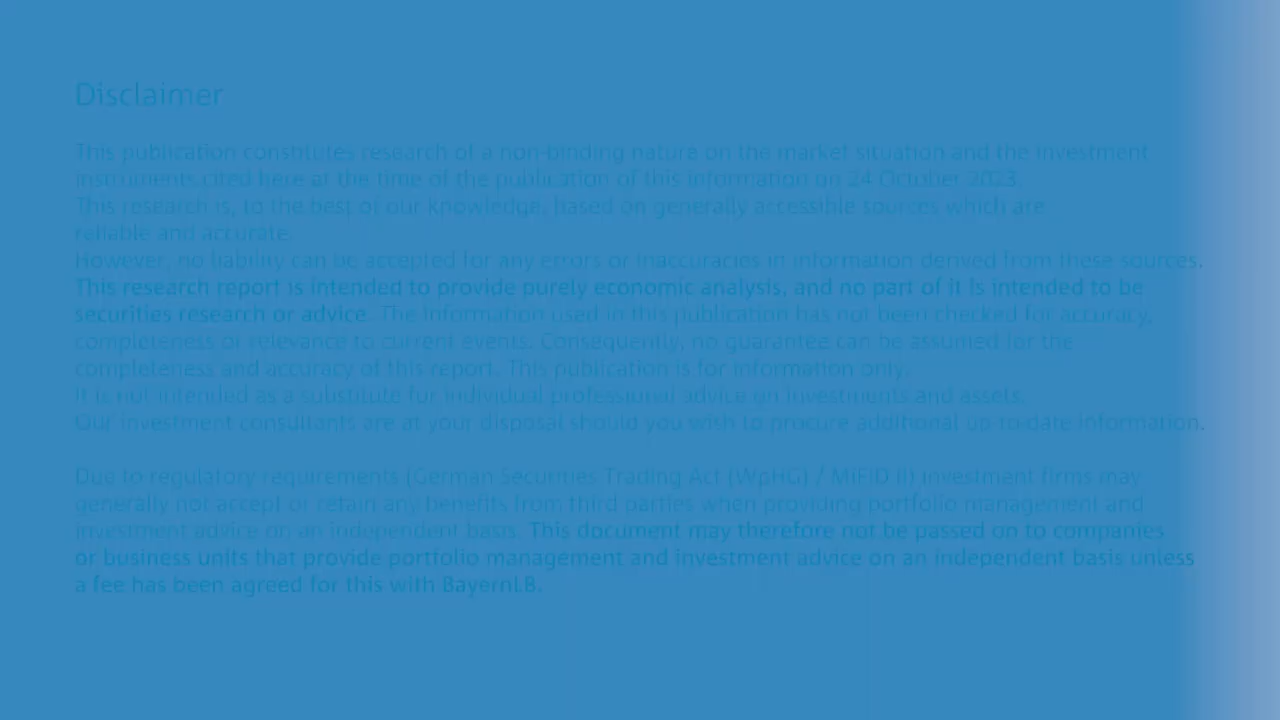 Disclaimer
This publication constitutes research of a non-binding nature on the market situation and the investment
instruments cited here at the time of the publication of this information on 24 October 2023.
This research is, to the best of our knowledge, based on generally accessible sources which are
reliable and accurate.
However, no liability can be accepted for any errors or inaccuracies in information derived from these sources.
This research report is intended to provide purely economic analysis, and no part of it is intended to be
securities research or advice. The information used in this publication has not been checked for accuracy,
completeness or relevance to current events. Consequently, no guarantee can be assumed for the
completeness and accuracy of this report. This publication is for information only.
It is not intended as a substitute for individual professional advice on investments and assets.
Our investment consultants are at your disposal should you wish to procure additional up-to-date information.
Due to regulatory requirements (German Securities Trading Act (WpHG) / MiFID II) investment firms may
generally not accept or retain any benefits from third parties when providing portfolio management and
investment advice on an independent basis. This document may therefore not be passed on to companies
or business units that provide portfolio management and investment advice on an independent basis unless
a fee has been agreed for this with BayernLB.